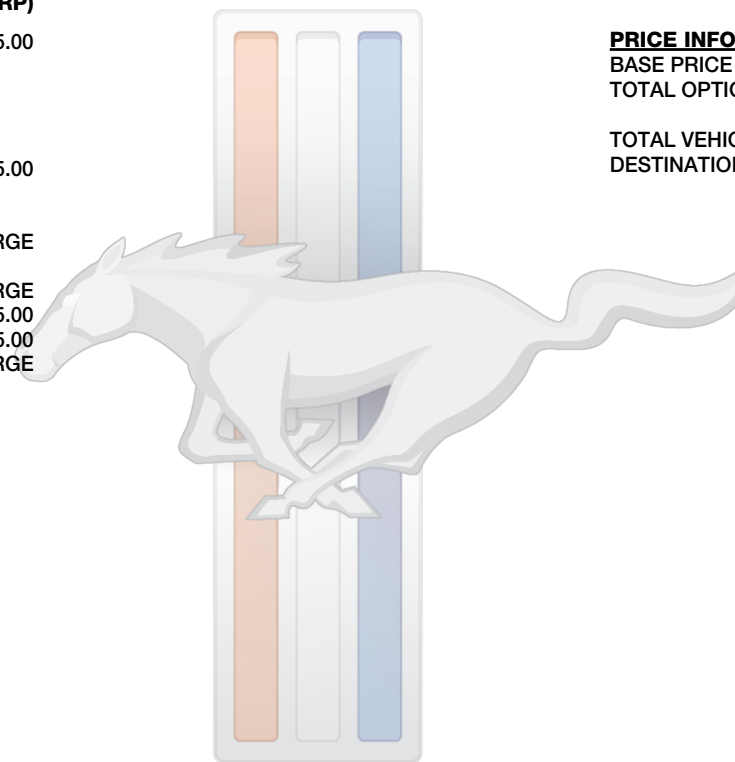 RP)
5.00
5.00
RGE
RGE
5.00
5.00
RGE
PRICE INFO
BASE PRICE
TOTAL OPTIO
TOTAL VEHIC
DESTINATION